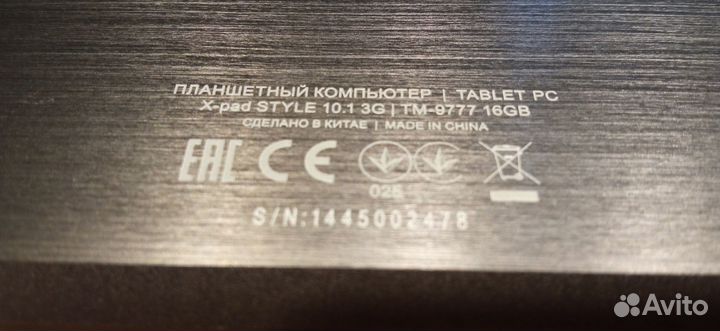 ПЛАНШЕТНЫЙ КОМПЬЮТЕР | TABLET PC
X-pad STYLE 10.1 3G | TM-9777 16GB
СДЕЛАНО В КИТАЕ | MADE IN CHINA
EAC CE
025
S/N:1445002478
Avito